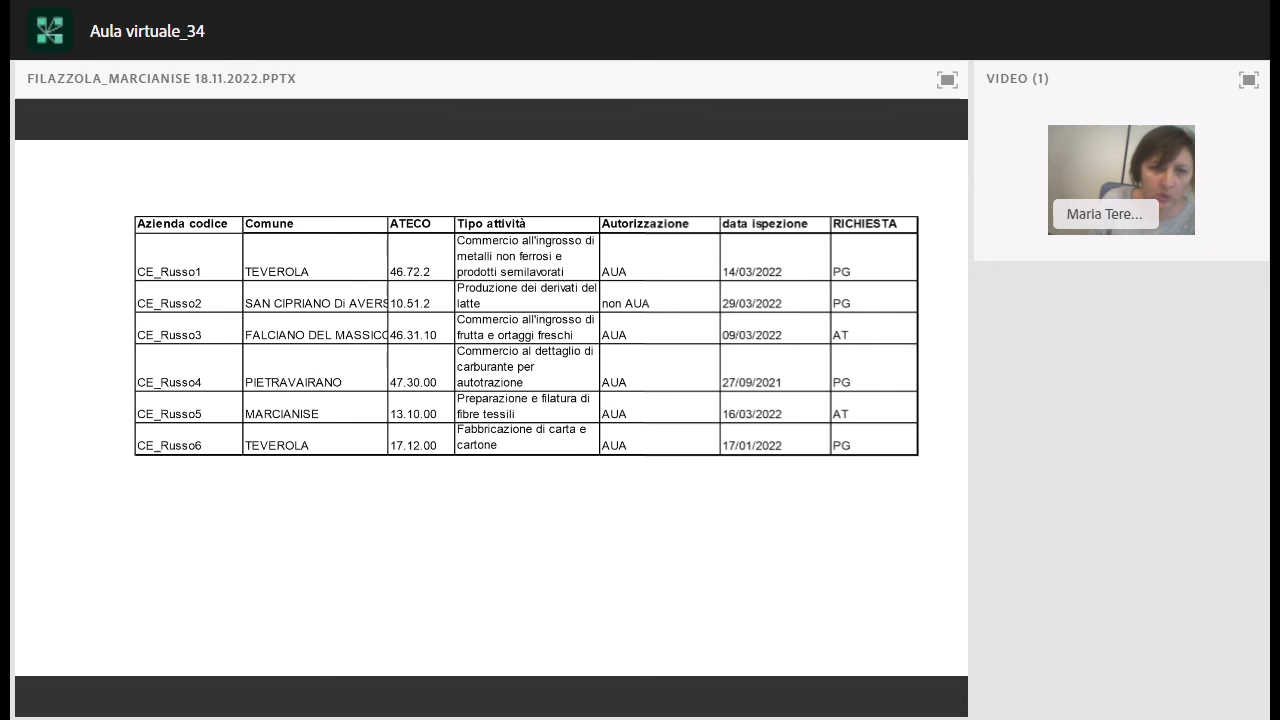 Aula virtuale_34
FILAZZOLA_MARCIANISE 18.11.2022.PPTX
VIDEO (1)
Maria Tere...
Azienda codice Comune ATECO Tipo attività Autorizzazione data ispezione RICHIESTA
Commercio all'ingrosso di
metalli non ferrosi e
CE_Russo1 TEVEROLA 46.72.2 prodotti semilavorati AUA 14/03/2022 PG
Produzione dei derivati del
CE_Russo2 SAN CIPRIANO Di AVERS 10.51.2 latte non AUA 29/03/2022 PG
Commercio all'ingrosso di
CE_Russo3 FALCIANO DEL MASSICO 46.31.10 frutta e ortaggi freschi AUA 09/03/2022 AT
Commercio al dettaglio di
carburante per
CE_Russo4 PIETRAVAIRANO 47.30.00 autotrazione AUA 27/09/2021 PG
Preparazione e filatura di
CE_Russo5 MARCIANISE 13.10.00 fibre tessili AUA 16/03/2022 AT
Fabbricazione di carta e
CE_Russo6 TEVEROLA 17.12.00 cartone AUA 17/01/2022 PG